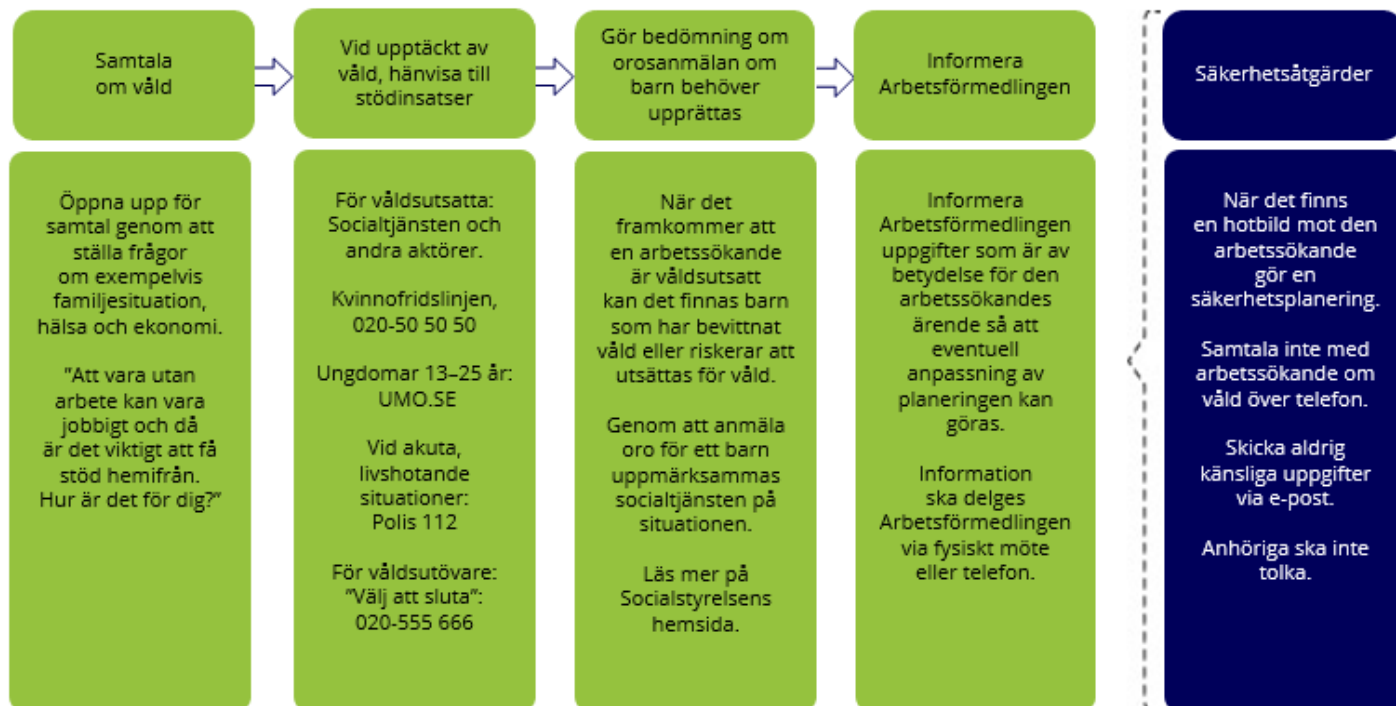 Samtala
om våld
Vid upptäckt av
våld, hänvisa till
stödinsatser
Gör bedömning om
orosanmälan om
barn behöver
upprättas
Informera
Arbetsförmedlingen
Säkerhetsåtgärder
Öppna upp för
samtal genom att
ställa frågor
om exempelvis
familjesituation,
hälsa och ekonomi.
”Att vara utan
arbete kan vara
jobbigt och då
är det viktigt att få
stöd hemifrån.
Hur är det för dig?”
För våldsutsatta:
Socialtjänsten och
andra aktörer.
Kvinnofridslinjen,
020-50 50 50
Ungdomar 13–25 år:
UMO.SE
Vid akuta,
livshotande
situationer:
Polis 112
För våldsutövare:
”Välj att sluta”:
020-555 666
När det
framkommer att
en arbetssökande
är våldsutsatt
kan det finnas barn
som har bevittnat
våld eller riskerar att
utsättas för våld.
Genom att anmäla
oro för ett barn
uppmärksammas
socialtjänsten på
situationen.
Läs mer på
Socialstyrelsens
hemsida.
Informera
Arbetsförmedlingen
uppgifter som är av
betydelse för den
arbetssökandes
ärende så att
eventuell
anpassning av
planeringen kan
göras.
Information
ska delges
Arbetsförmedlingen
via fysiskt möte
eller telefon.
När det finns
en hotbild mot den
arbetssökande
gör en
säkerhetsplanering.
Samtala inte med
arbetssökande om
våld över telefon.
Skicka aldrig
känsliga uppgifter
via e-post.
Anhöriga ska inte
tolka.